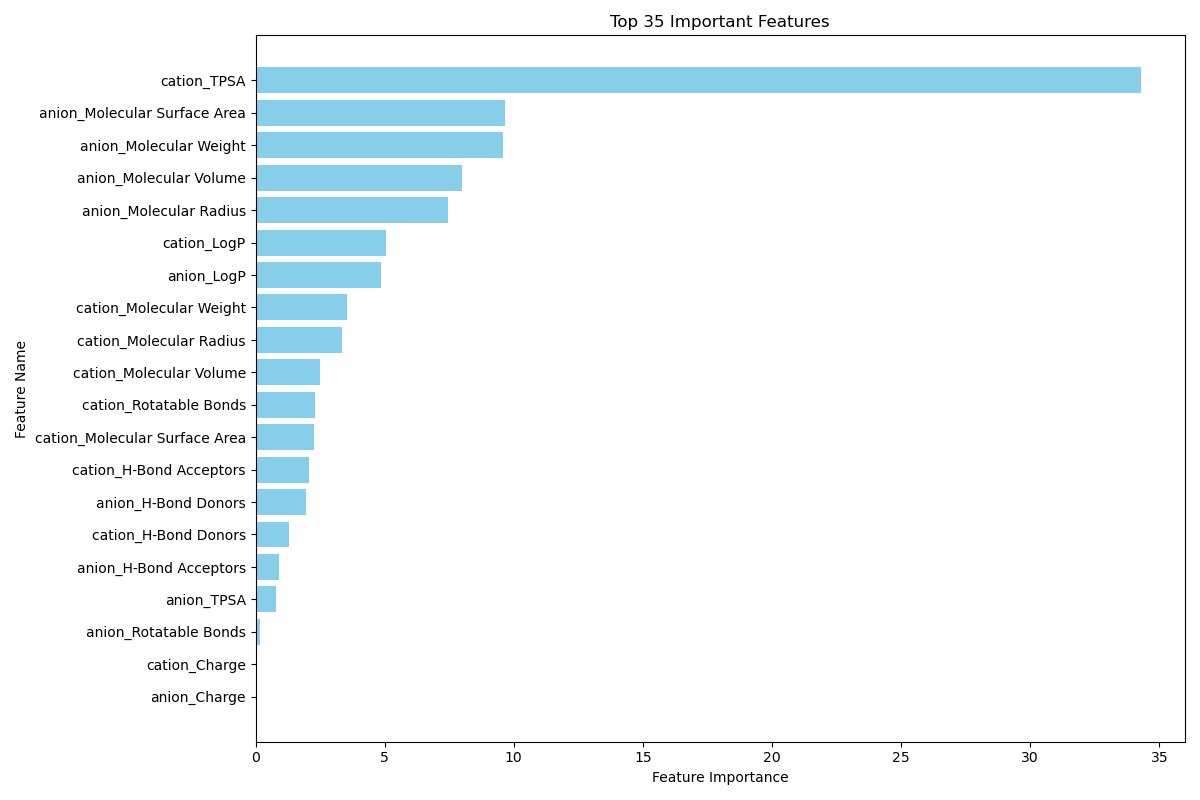 Top 35 Important Features
Feature Name
cation_TPSA
anion_Molecular Surface Area
anion_Molecular Weight
anion_Molecular Volume
anion_Molecular Radius
cation_LogP
anion_LogP
cation_Molecular Weight
cation_Molecular Radius
cation_Molecular Volume
cation_Rotatable Bonds
cation_Molecular Surface Area
cation_H-Bond Acceptors
anion_H-Bond Donors
cation_H-Bond Donors
anion_H-Bond Acceptors
anion_TPSA
anion_Rotatable Bonds
cation_Charge
anion_Charge
0 5 10 15 20 25 30 35
Feature Importance